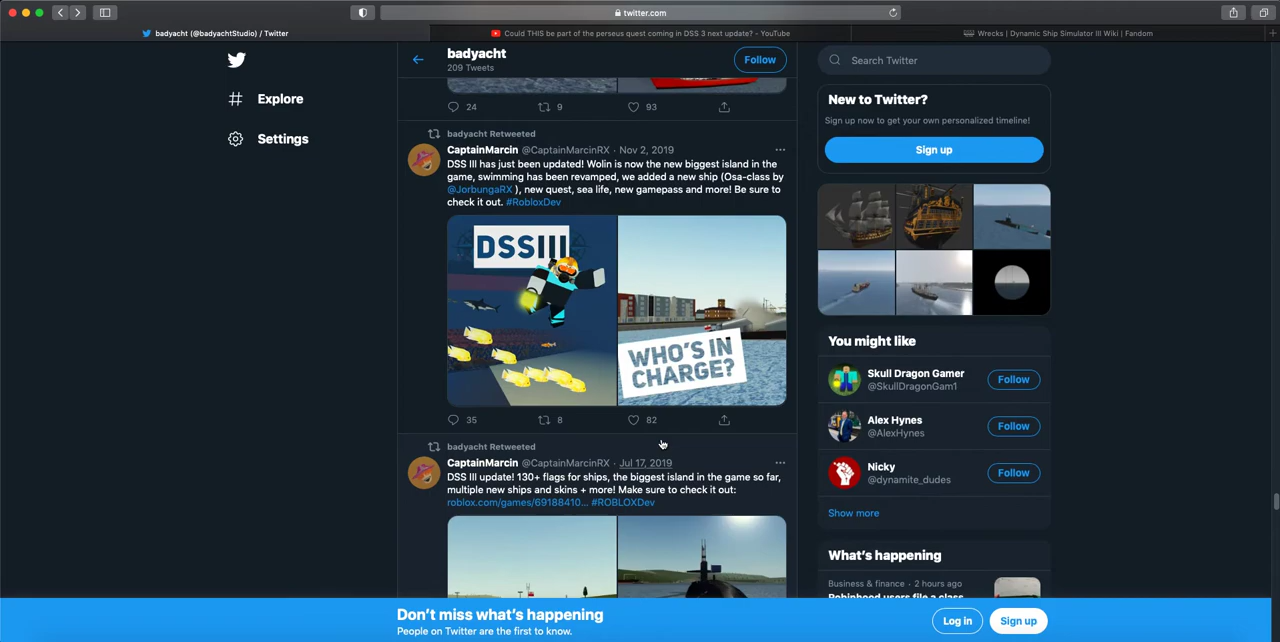 twitter.com
badyacht (@badyachtStudio) / Twitter
Could THIS be part of the perseus quest coming in DSS 3 next update? - YouTube
Wrecks | Dynamic Ship Simulator III Wiki | Fandom
Explore
Settings
badyacht
209 Tweets
Follow
24
9
93
badyacht Retweeted
CaptainMarcin @CaptainMarcinRX · Nov 2, 2019
DSS III has just been updated! Wolin is now the new biggest island in the
game, swimming has been revamped, we added a new ship (Osa-class by
@JorbungaRX ), new quest, sea life, new gamepass and more! Be sure to
check it out. #RobloxDev
DSSIII
WHO'S IN
CHARGE?
35
8
82
badyacht Retweeted
CaptainMarcin @CaptainMarcinRX · Jul 17, 2019
DSS III update! 130+ flags for ships, the biggest island in the game so far,
multiple new ships and skins + more! Make sure to check it out:
roblox.com/games/69188410... #ROBLOXDev
Search Twitter
New to Twitter?
Sign up now to get your own personalized timeline!
Sign up
You might like
Skull Dragon Gamer
@SkullDragonGam1
Follow
Alex Hynes
@AlexHynes
Follow
Nicky
@dynamite_dudes
Follow
Show more
What's happening
Business & finance · 2 hours ago
Robinhood users file a class
Don't miss what's happening
People on Twitter are the first to know.
Log in
Sign up